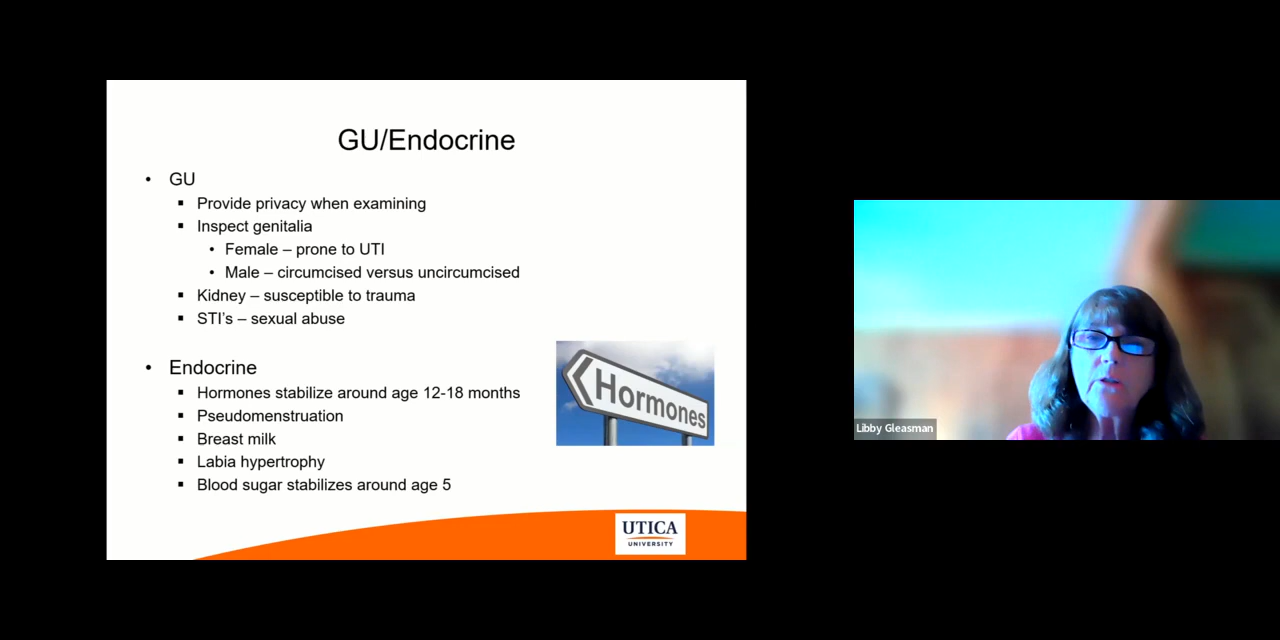 GU/Endocrine
• GU
▪ Provide privacy when examining
▪ Inspect genitalia
• Female – prone to UTI
• Male – circumcised versus uncircumcised
▪ Kidney – susceptible to trauma
▪ STI's – sexual abuse
• Endocrine
▪ Hormones stabilize around age 12-18 months
▪ Pseudomenstruation
▪ Breast milk
▪ Labia hypertrophy
▪ Blood sugar stabilizes around age 5
Hormones
UTICA
UNIVERSITY
Libby Gleasman